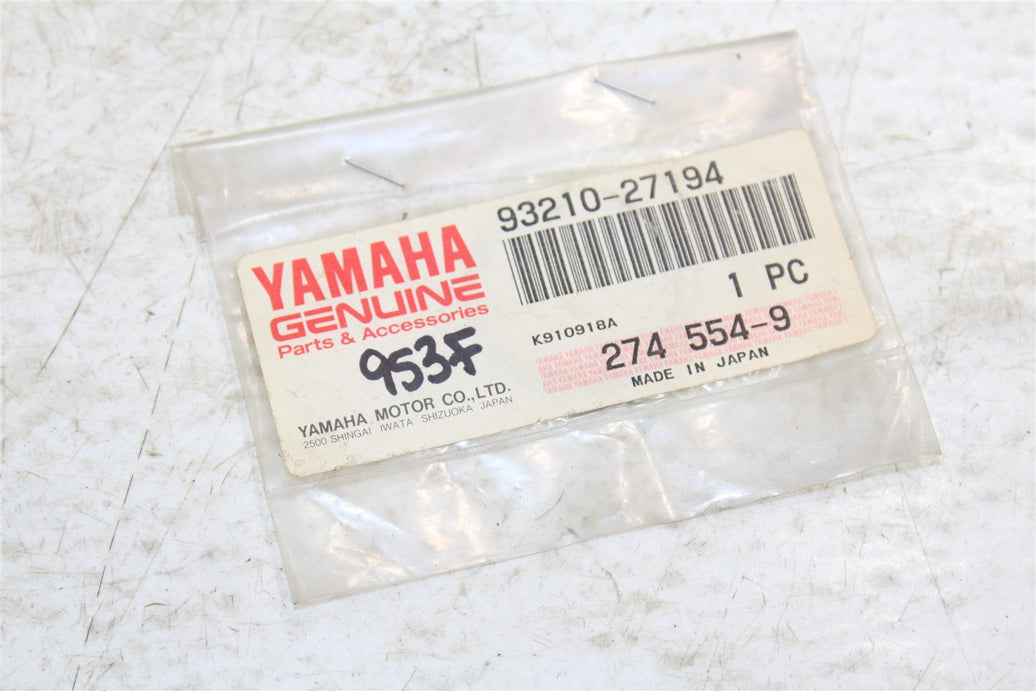 93210-27194
YAMAHA
GENUINE
Parts & Accessories
1 PC
K910918A
953F
274 554-9
MADE IN JAPAN
YAMAHA MOTOR CO.,LTD.
2500 SHINGAI IWATA SHIZUOKA JAPAN